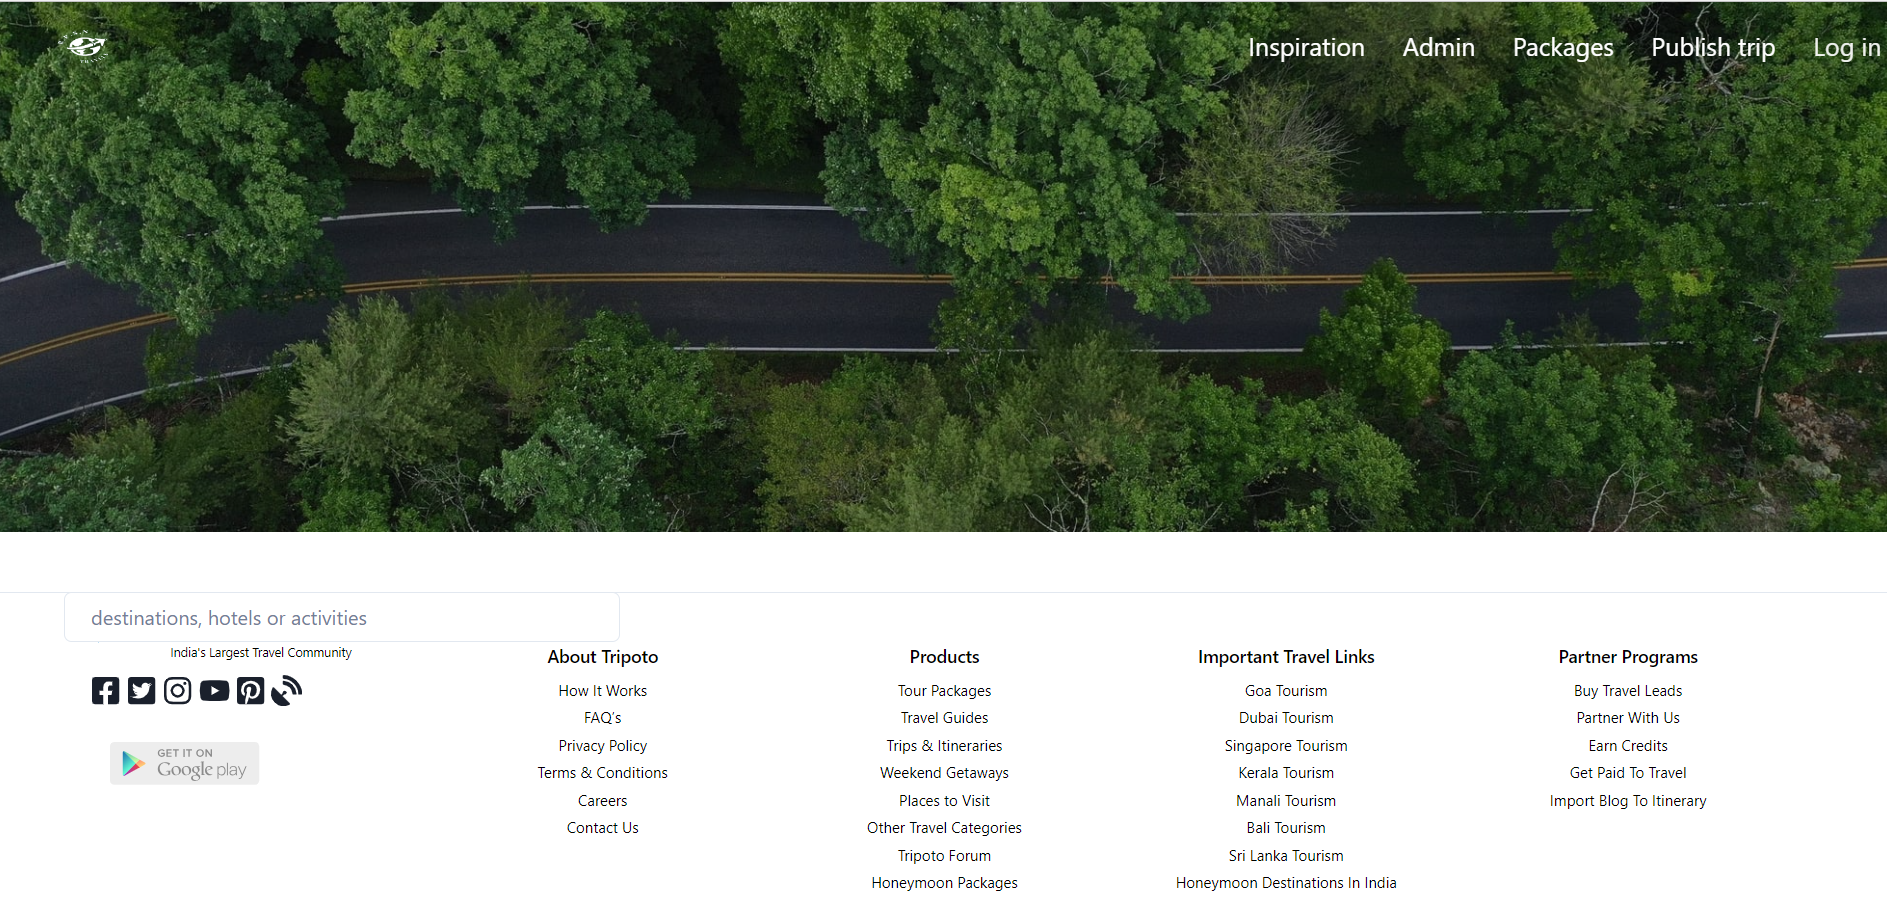 Inspiration
Admin
Packages
Publish trip
Log in
destinations, hotels or activities
India's Largest Travel Community
GET IT ON
Google play
About Tripoto
How It Works
FAQ's
Privacy Policy
Terms & Conditions
Careers
Contact Us
Products
Tour Packages
Travel Guides
Trips & Itineraries
Weekend Getaways
Places to Visit
Other Travel Categories
Tripoto Forum
Honeymoon Packages
Important Travel Links
Goa Tourism
Dubai Tourism
Singapore Tourism
Kerala Tourism
Manali Tourism
Bali Tourism
Sri Lanka Tourism
Honeymoon Destinations In India
Partner Programs
Buy Travel Leads
Partner With Us
Earn Credits
Get Paid To Travel
Import Blog To Itinerary